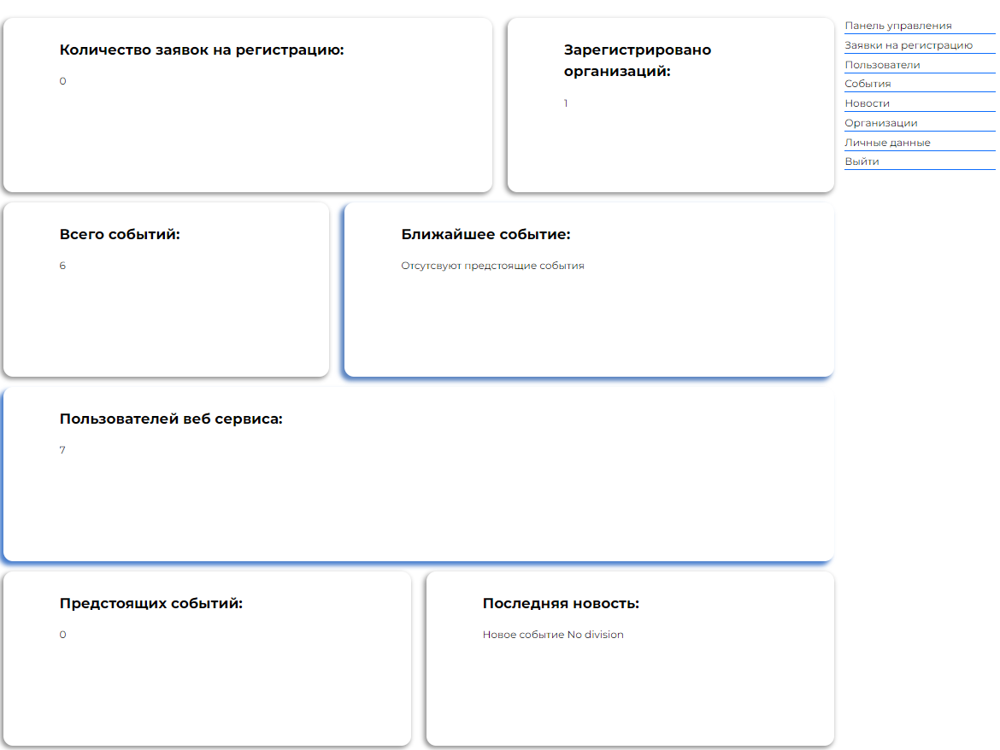 Количество заявок на регистрацию:
0
Зарегистрировано
организаций:
1
Панель управления
Заявки на регистрацию
Пользователи
События
Новости
Организации
Личные данные
Выйти
Всего событий:
6
Ближайшее событие:
Отсутсвуют предстоящие события
Пользователей веб сервиса:
7
Предстоящих событий:
0
Последняя новость:
Новое событие No division